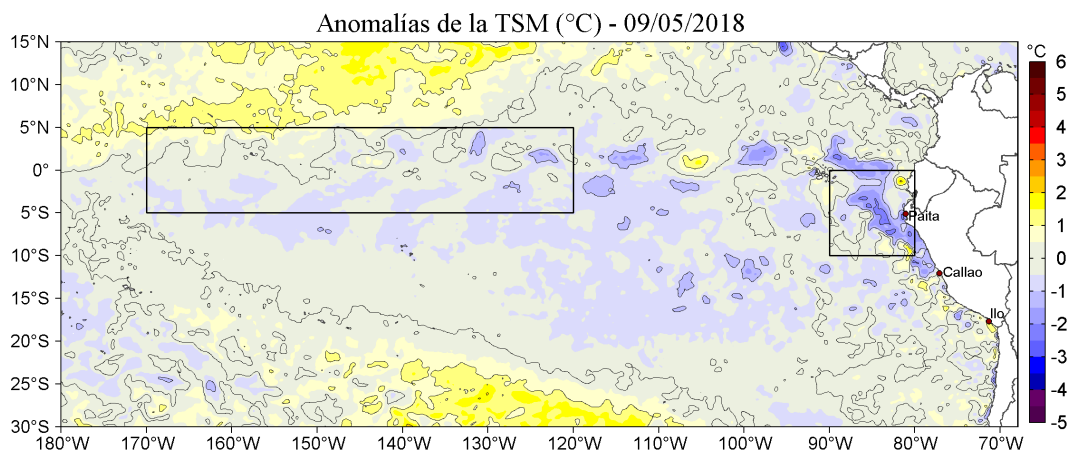 Anomalías de la TSM (°C) - 09/05/2018
15°N
10°N
5°N
0°
5°S
10°S
15°S
20°S
25°S
30°S
180°W
170°W
160°W
150°W
140°W
130°W
120°W
110°W
100°W
90°W
80°W
70°W
Paita
Callao
Ilo
°C
6
5
4
3
2
1
0
-1
-2
-3
-4
-5